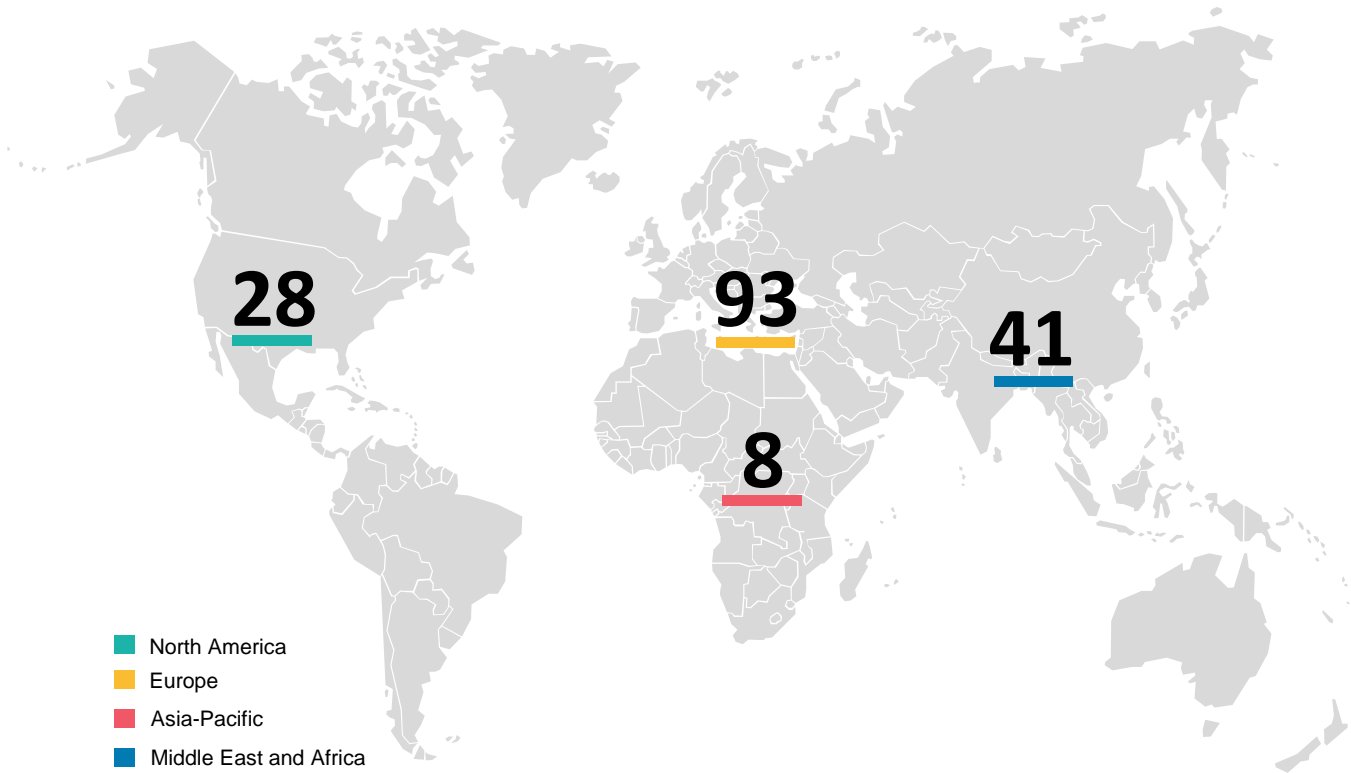 28
93
41
8
North America
Europe
Asia-Pacific
Middle East and Africa